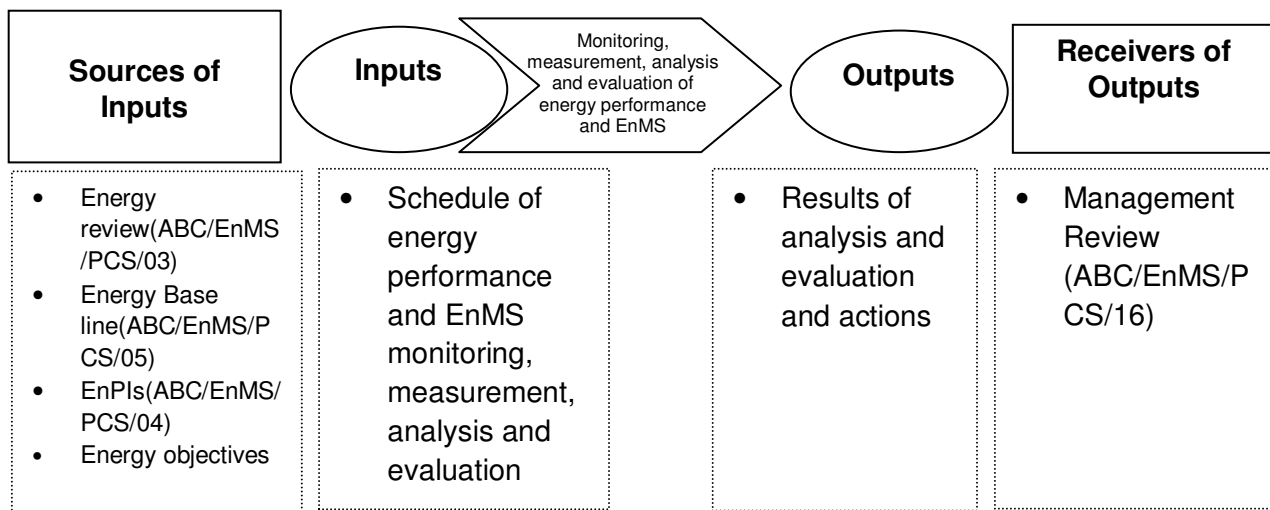 Sources of
Inputs
Inputs
Monitoring,
measurement, analysis
and evaluation of
energy performance
and EnMS
Outputs
Receivers of
Outputs
• Energy
review(ABC/EnMS
/PCS/03)
• Energy Base
line(ABC/EnMS/P
CS/05)
• EnPIs(ABC/EnMS/
PCS/04)
• Energy objectives
• Schedule of
energy
performance
and EnMS
monitoring,
measurement,
analysis and
evaluation
• Results of
analysis and
evaluation
and actions
• Management
Review
(ABC/EnMS/P
CS/16)